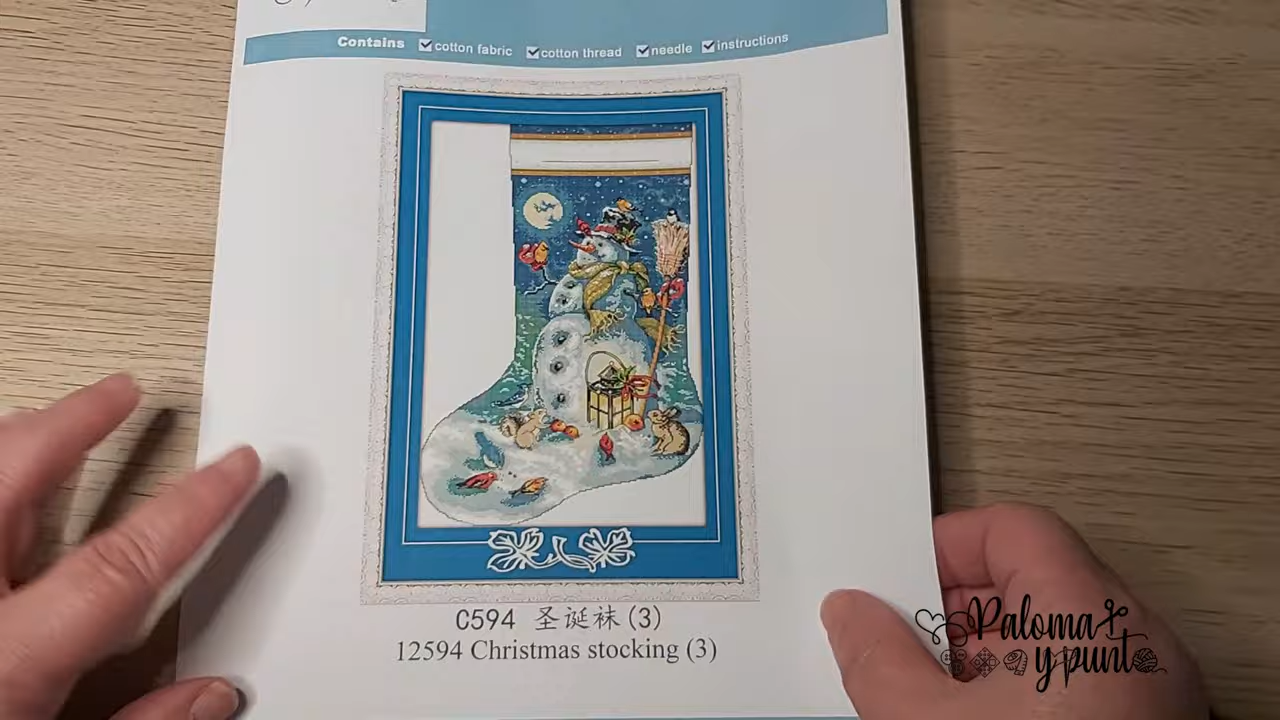 Contains ☑cotton fabric ☑cotton thread ☑needle ☑instructions
C594 圣诞袜(3)
12594 Christmas stocking (3)
Paloma
y punto